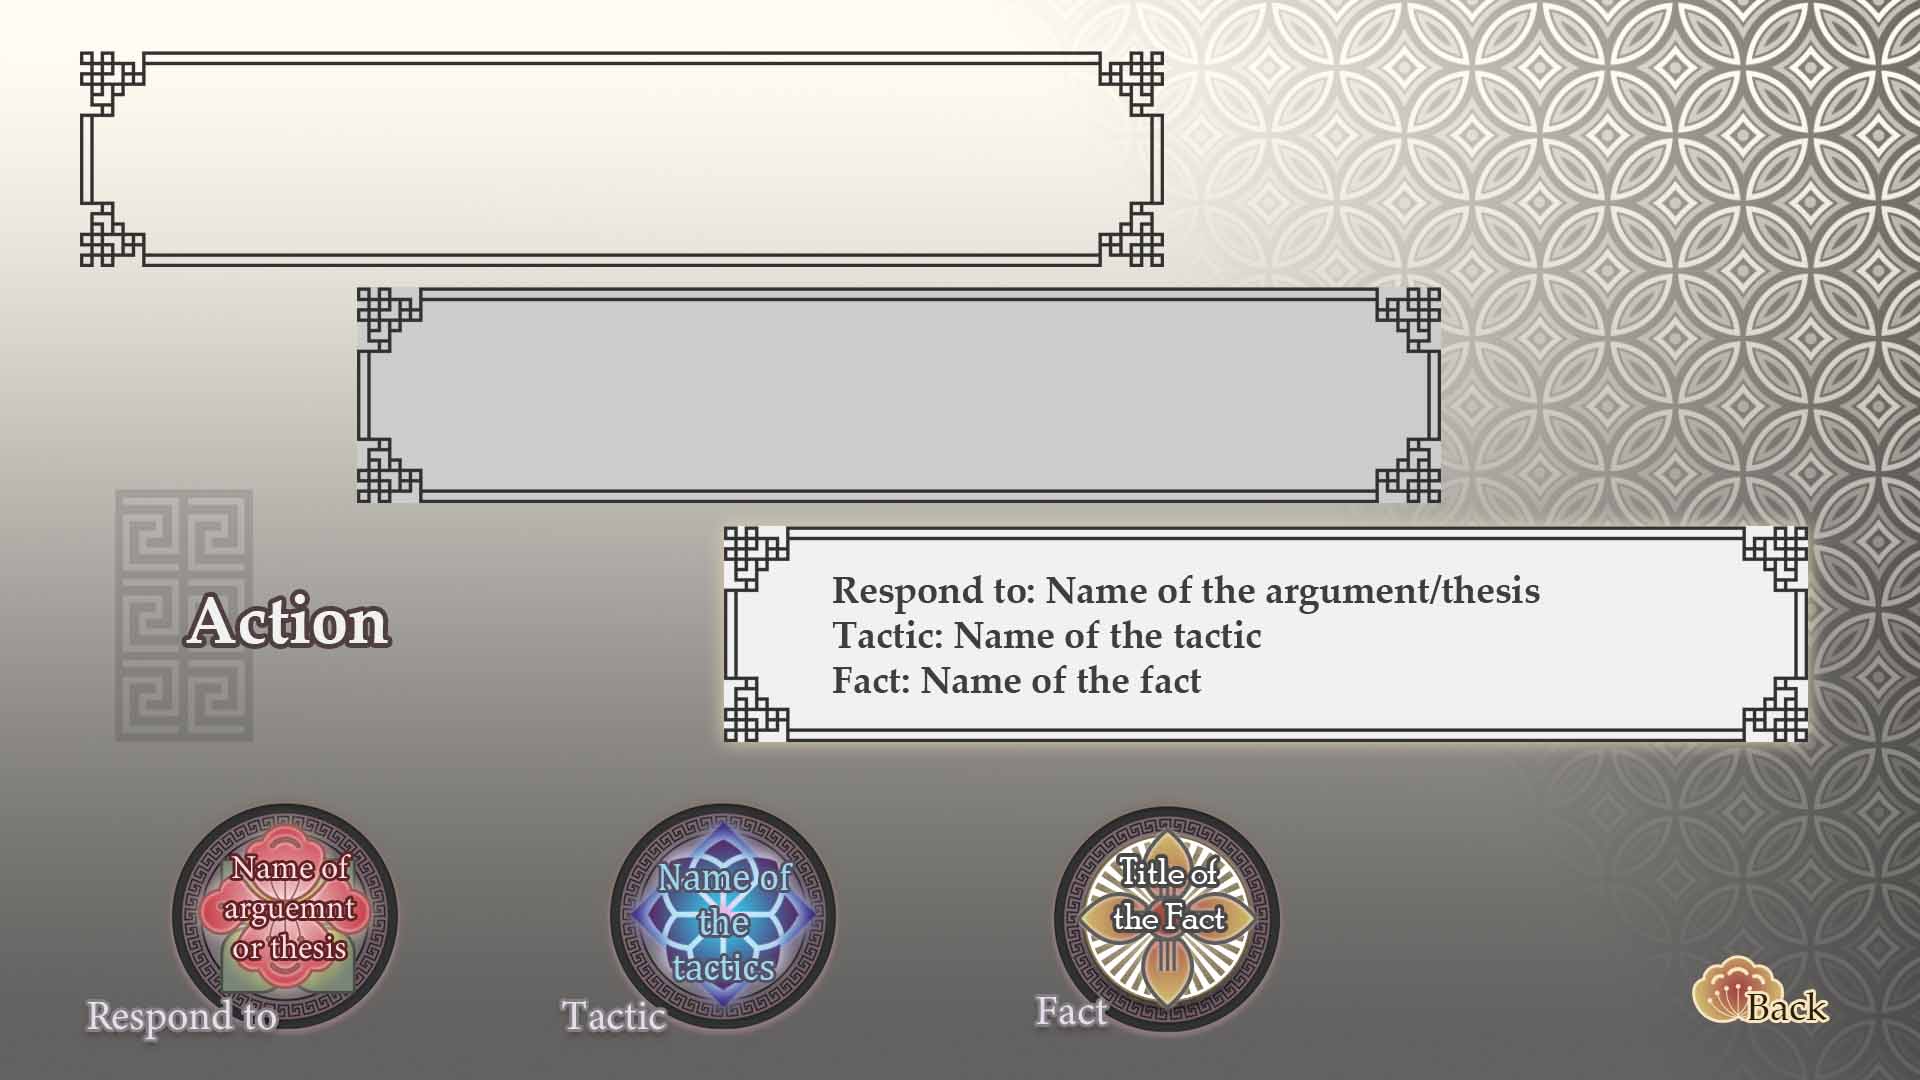 Respond to: Name of the argument/thesis
Tactic: Name of the tactic
Fact: Name of the fact
Action
Name of
arguemnt
or thesis
Respond to
Name of
the
tactics
Tactic
Title of
the Fact
Fact
Back